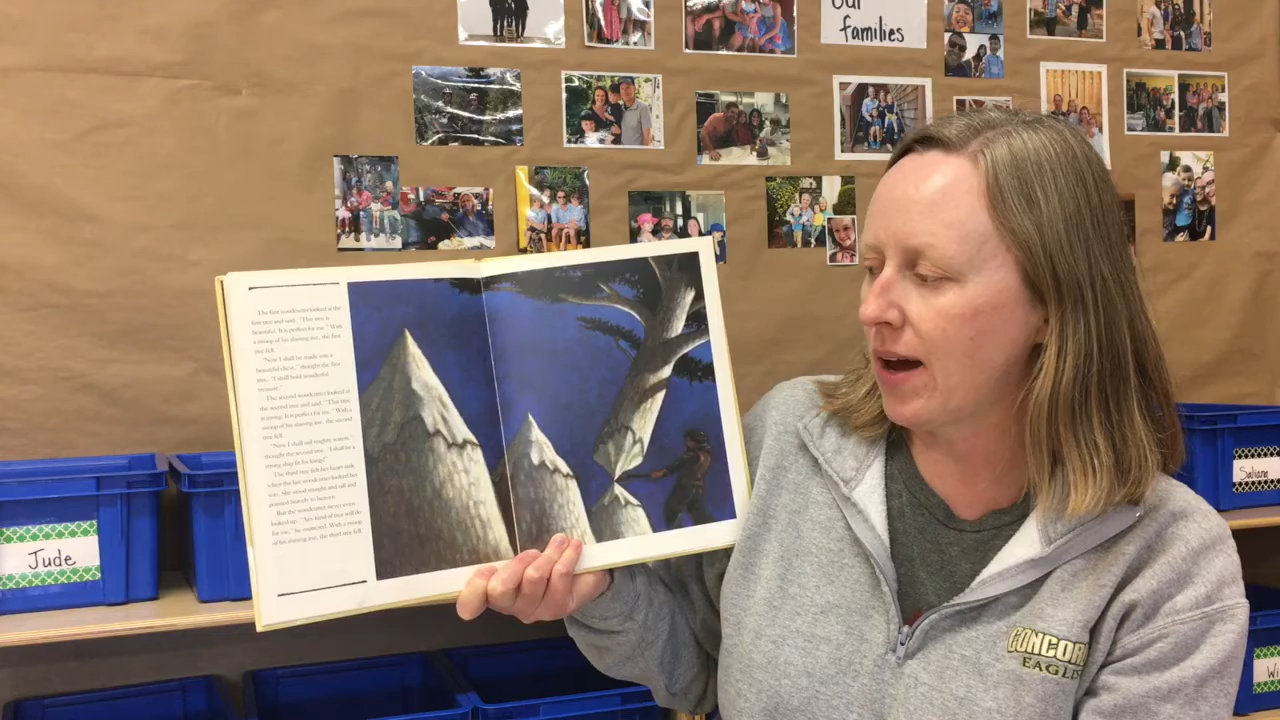 our
families
The first woodcutter looked at the
first tree and said, "This tree is
beautiful. It is perfect for me." With
a swoop of his shining axe, the first
tree fell.
"Now I shall be made into a
beautiful chest," thought the first
tree. "I shall hold wonderful
treasure."
The second woodcutter looked at
the second tree and said, "This tree
is strong. It is perfect for me." With a
swoop of his shining axe, the second
tree fell.
"Now I shall sail mighty waters,"
thought the second tree. "I shall be a
strong ship fit for kings!"
The third tree felt her heart sink
when the last woodcutter looked her
way. She stood straight and tall and
pointed bravely to heaven.
But the woodcutter never even
looked up. "Any kind of tree will do
for me," he muttered. With a swoop
of his shining axe, the third tree fell.
Jude
Saliana
CONCORD
EAGLES
Wi